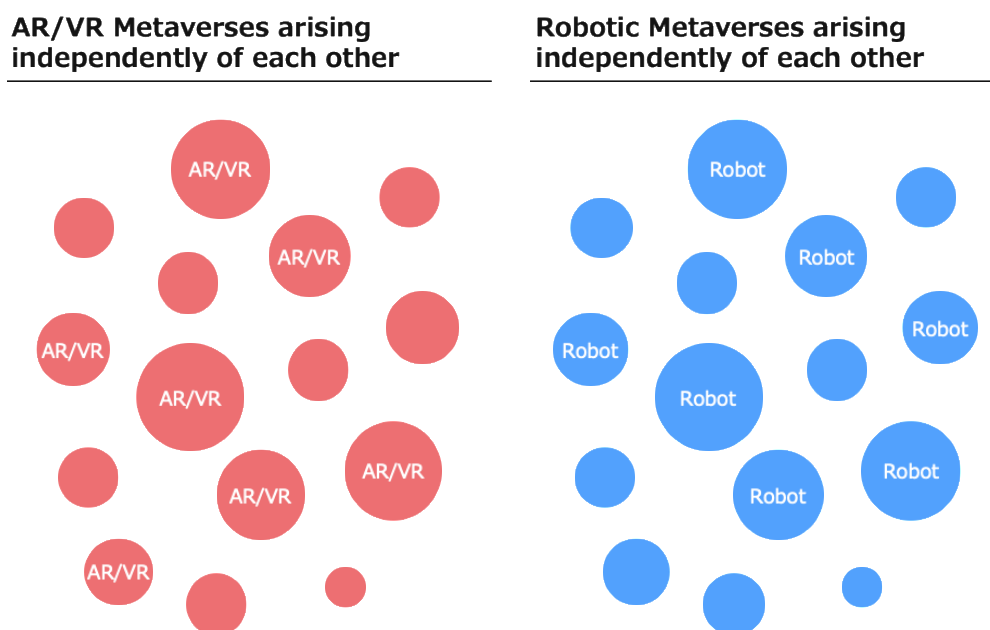 AR/VR Metaverses arising
independently of each other
AR/VR
AR/VR
AR/VR
AR/VR
AR/VR
AR/VR
AR/VR
Robotic Metaverses arising
independently of each other
Robot
Robot
Robot
Robot
Robot
Robot
Robot